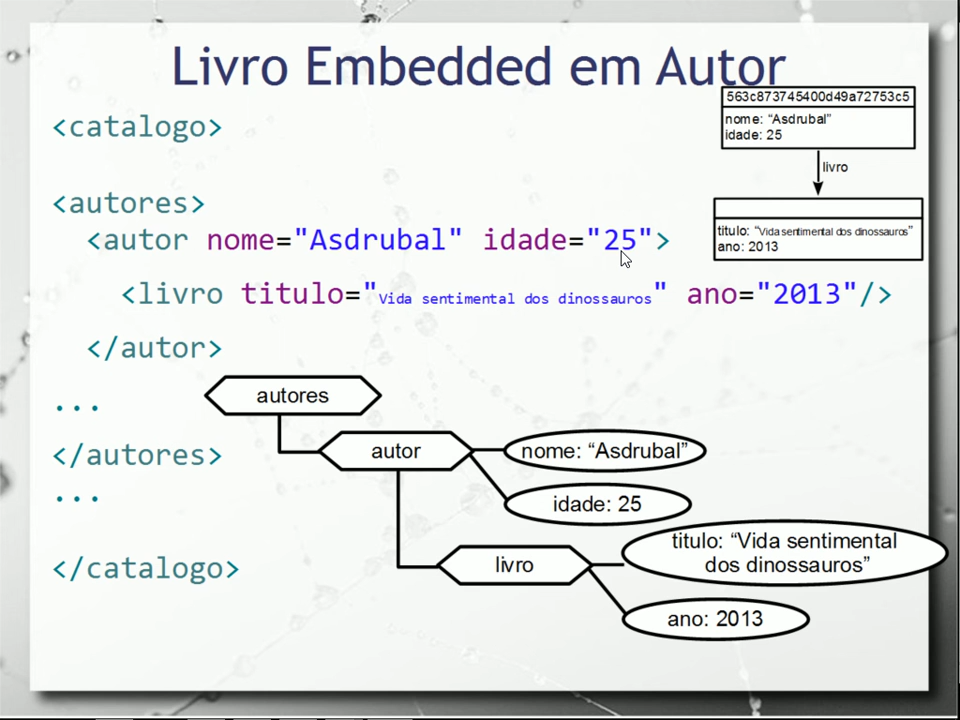 Livro Embedded em Autor
<catalogo>
<autores>
<autor nome="Asdrubal" idade="25">
<livro titulo="Vida sentimental dos dinossauros" ano="2013"/>
</autor>
...
</autores>
...
</catalogo>
563c873745400d49a72753c5
nome: “Asdrubal”
idade: 25
livro
titulo: “Vida sentimental dos dinossauros”
ano: 2013
autores
autor
nome: “Asdrubal”
idade: 25
livro
titulo: “Vida sentimental
dos dinossauros”
ano: 2013